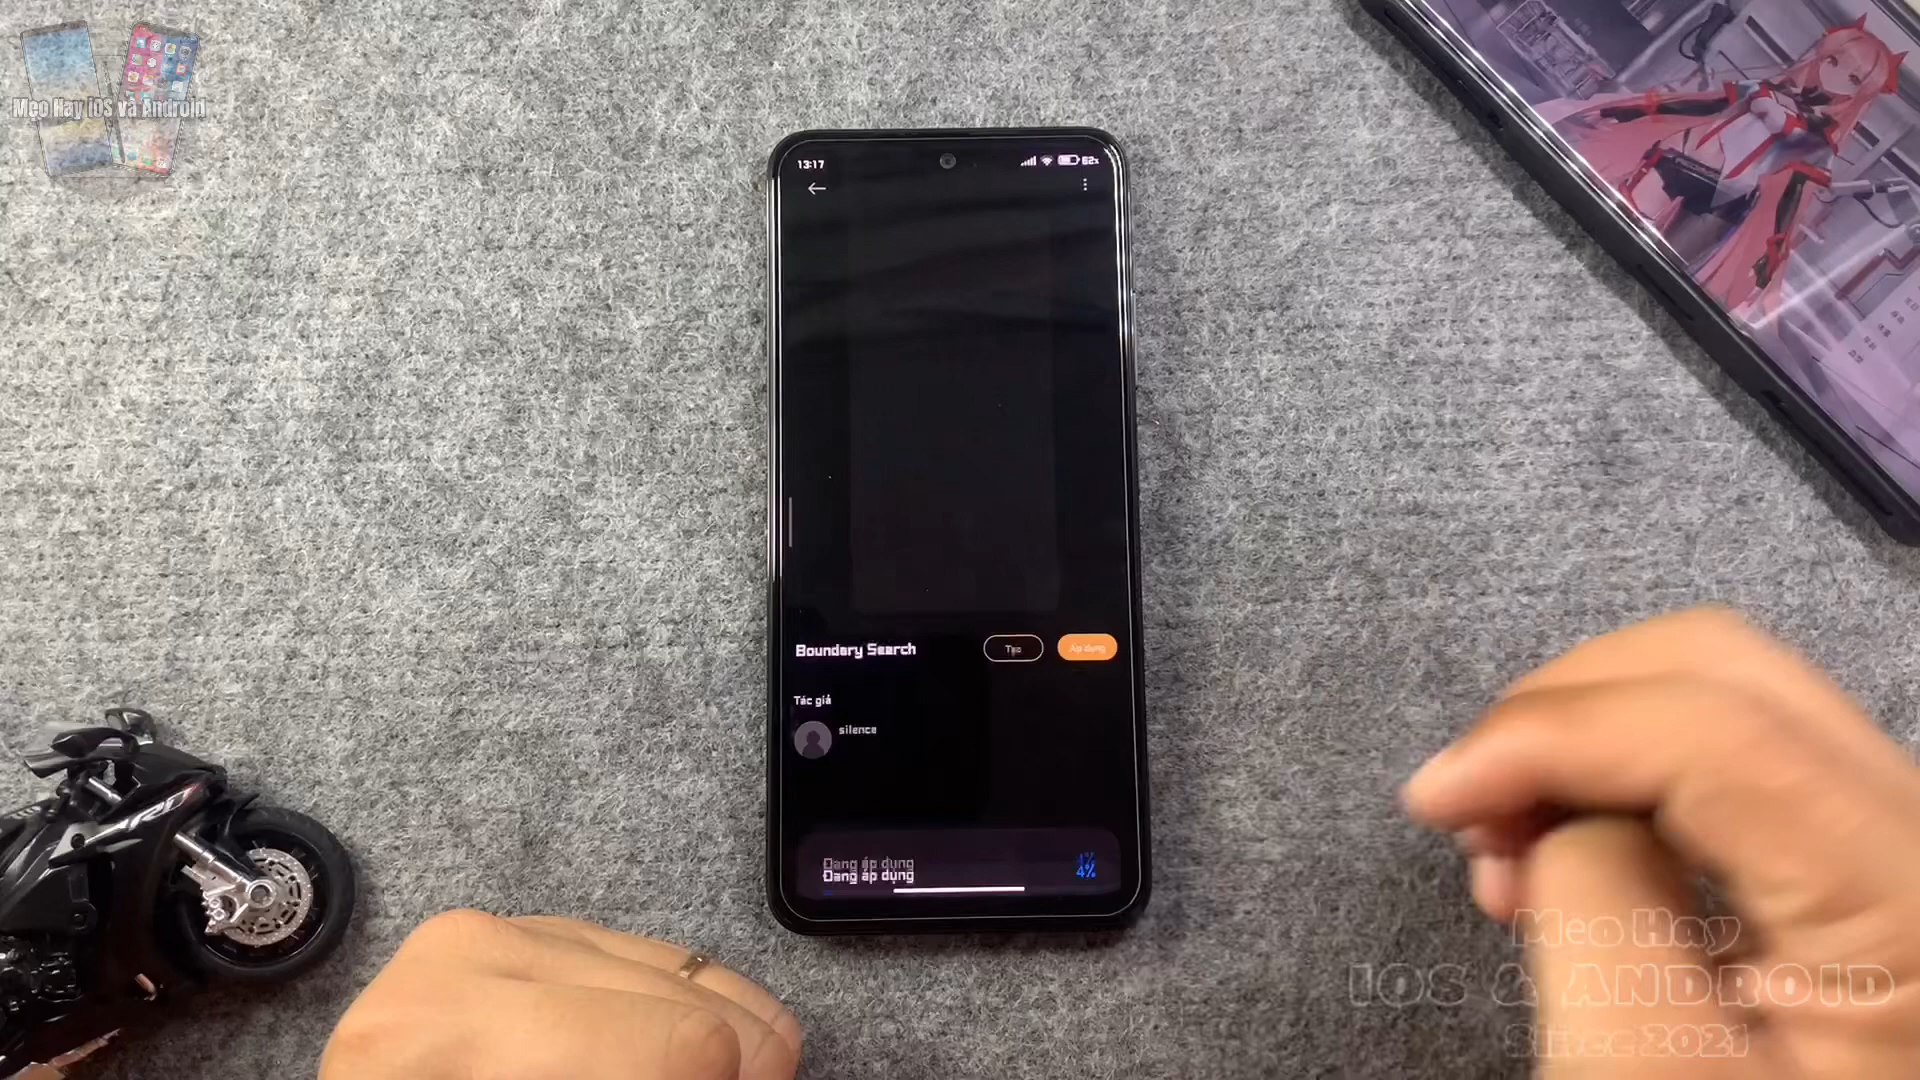 Mẹo Hay iOS và Android
13:17
62%
Boundary Search
Tạo
Áp dụng
Tác giả
silence
Đang áp dụng
Đang áp dụng
4%
Mẹo Hay
IOS & ANDROID
Since 2021